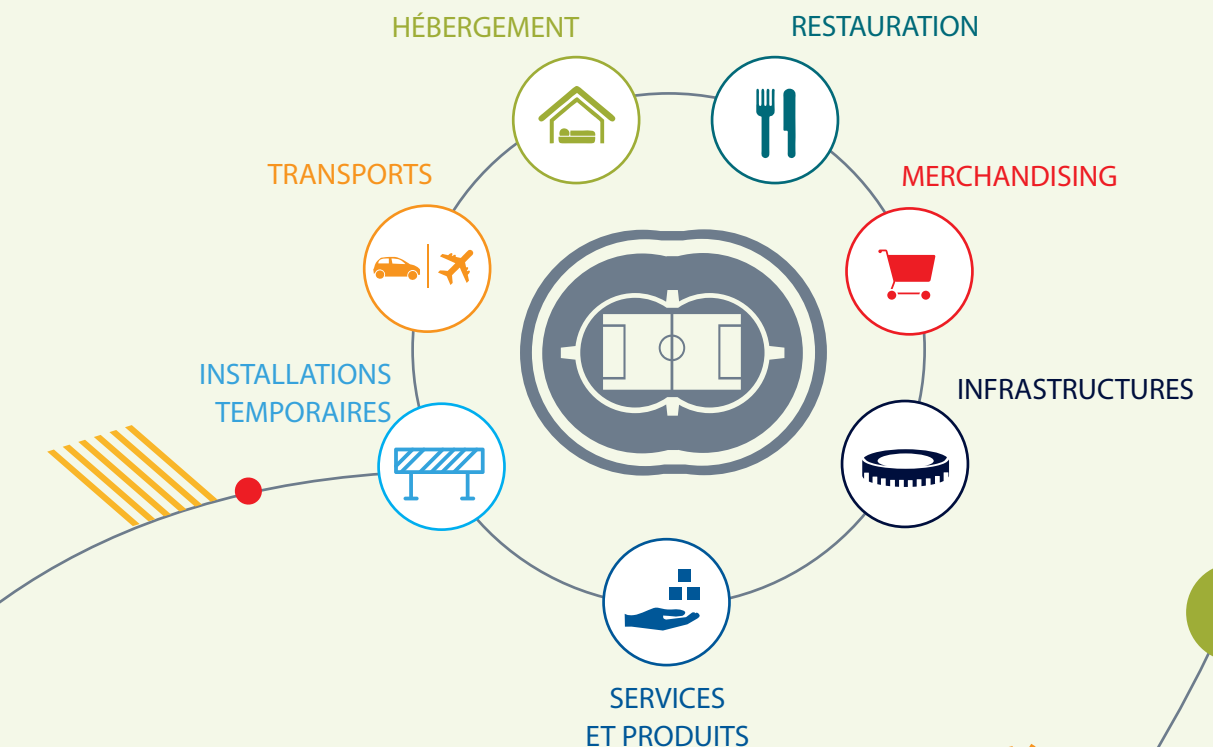 HÉBERGEMENT
RESTAURATION
TRANSPORTS
MERCHANDISING
INSTALLATIONS
TEMPORAIRES
INFRASTRUCTURES
SERVICES
ET PRODUITS